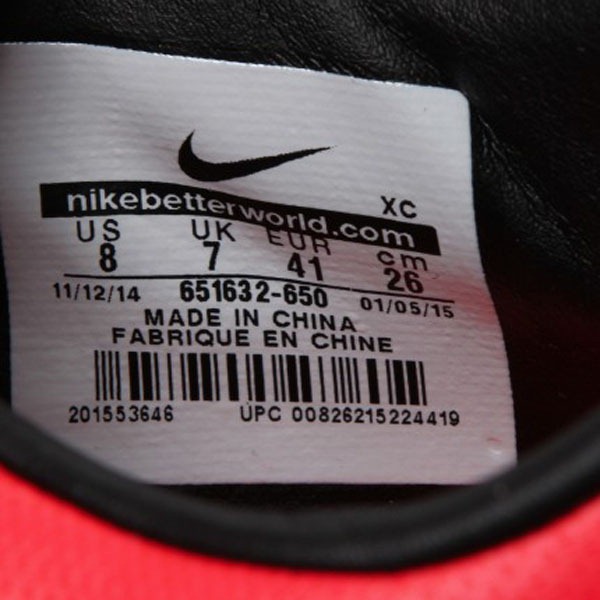 XC
nikebetterworld.com
US UK EUR cm
8 7 41 26
11/12/14 651632-650 01/05/15
MADE IN CHINA
FABRIQUE EN CHINE
201553646 UPC 00826215224419